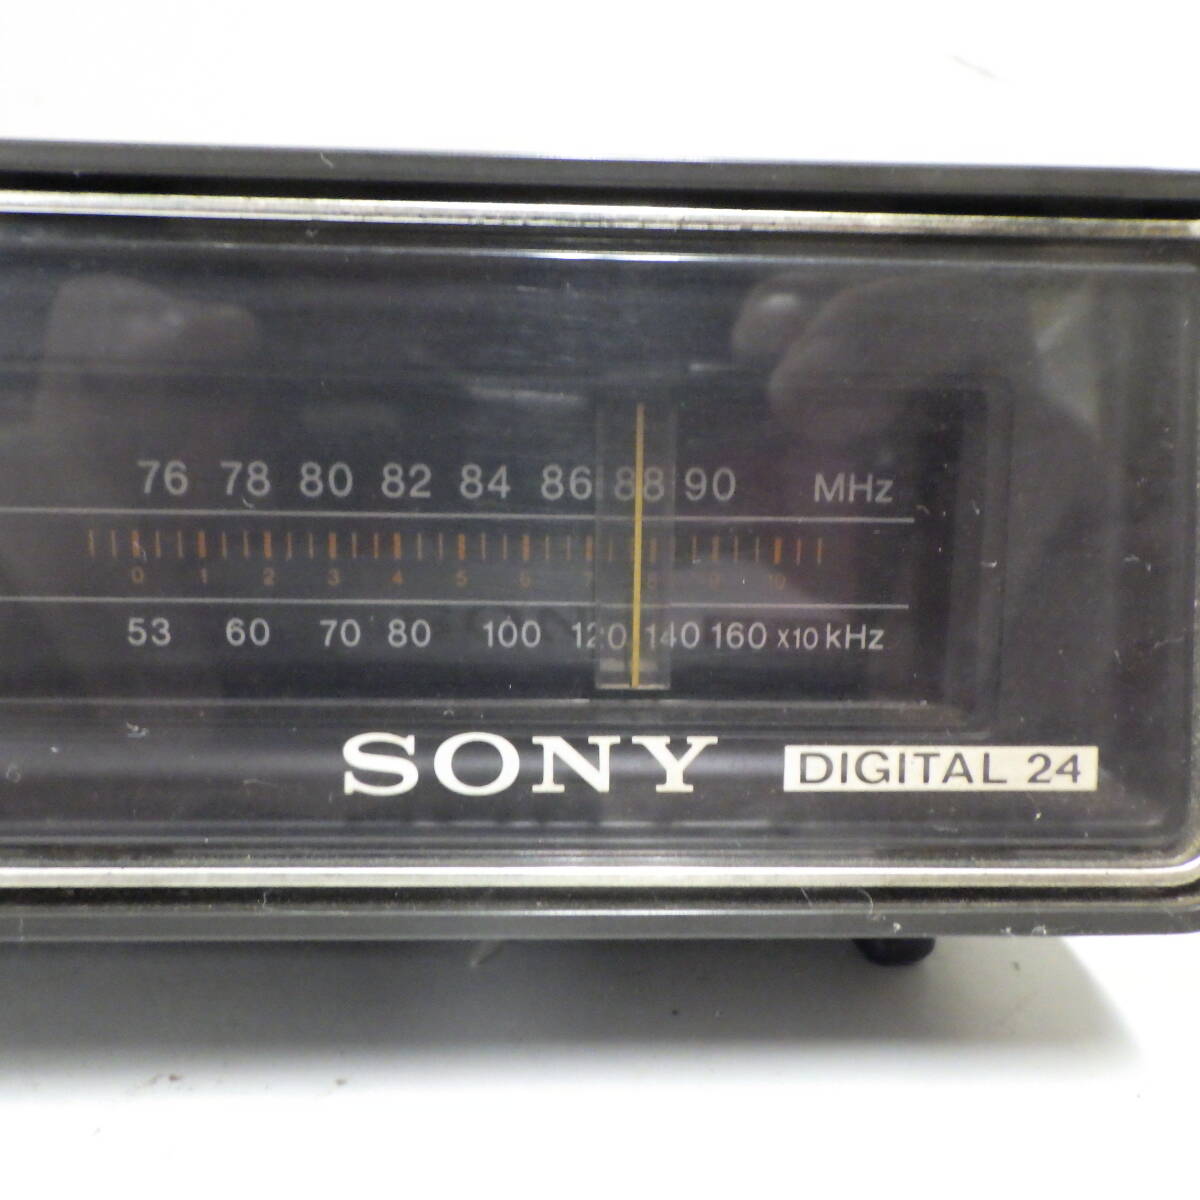 76 78 80 82 84 86 88 90 MHz
0 1 2 3 4 5 6 7 8 9 10
53 60 70 80 100 120 140 160 x10 kHz
SONY DIGITAL 24